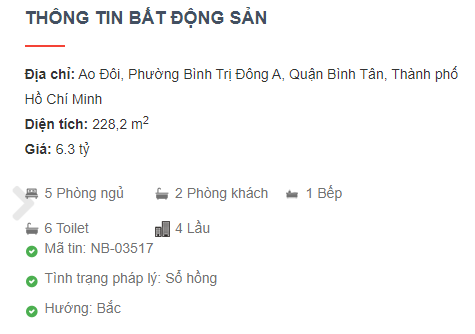 THÔNG TIN BẤT ĐỘNG SẢN
Địa chỉ: Ao Đôi, Phường Bình Trị Đông A, Quận Bình Tân, Thành phố
Hồ Chí Minh
Diện tích: 228,2 m²
Giá: 6.3 tỷ
5 Phòng ngủ 2 Phòng khách 1 Bếp
6 Toilet 4 Lầu
Mã tin: NB-03517
Tình trạng pháp lý: Sổ hồng
Hướng: Bắc